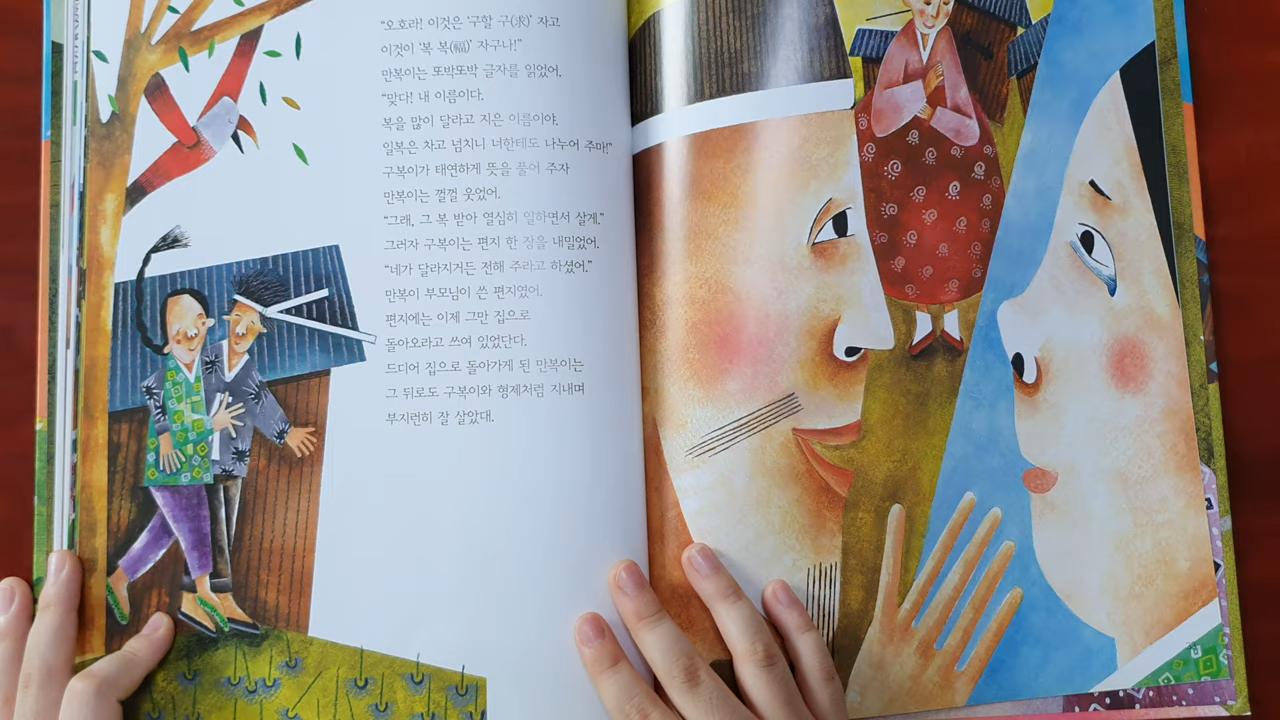 “오호라! 이것은 ‘구할 구(求)’ 자고
이것이 ‘복 복(福)’ 자구나!”
만복이는 또박또박 글자를 읽었어.
“맞다! 내 이름이다.
복을 많이 달라고 지은 이름이야.
일복은 차고 넘치니 너한테도 나누어 주마!”
구복이가 태연하게 뜻을 풀어 주자
만복이는 껄껄 웃었어.
“그래, 그 복 받아 열심히 일하면서 살게.”
그러자 구복이는 편지 한 장을 내밀었어.
“네가 달라지거든 전해 주라고 하셨어.”
만복이 부모님이 쓴 편지였어.
편지에는 이제 그만 집으로
돌아오라고 쓰여 있었단다.
드디어 집으로 돌아가게 된 만복이는
그 뒤로도 구복이와 형제처럼 지내며
부지런히 잘 살았대.